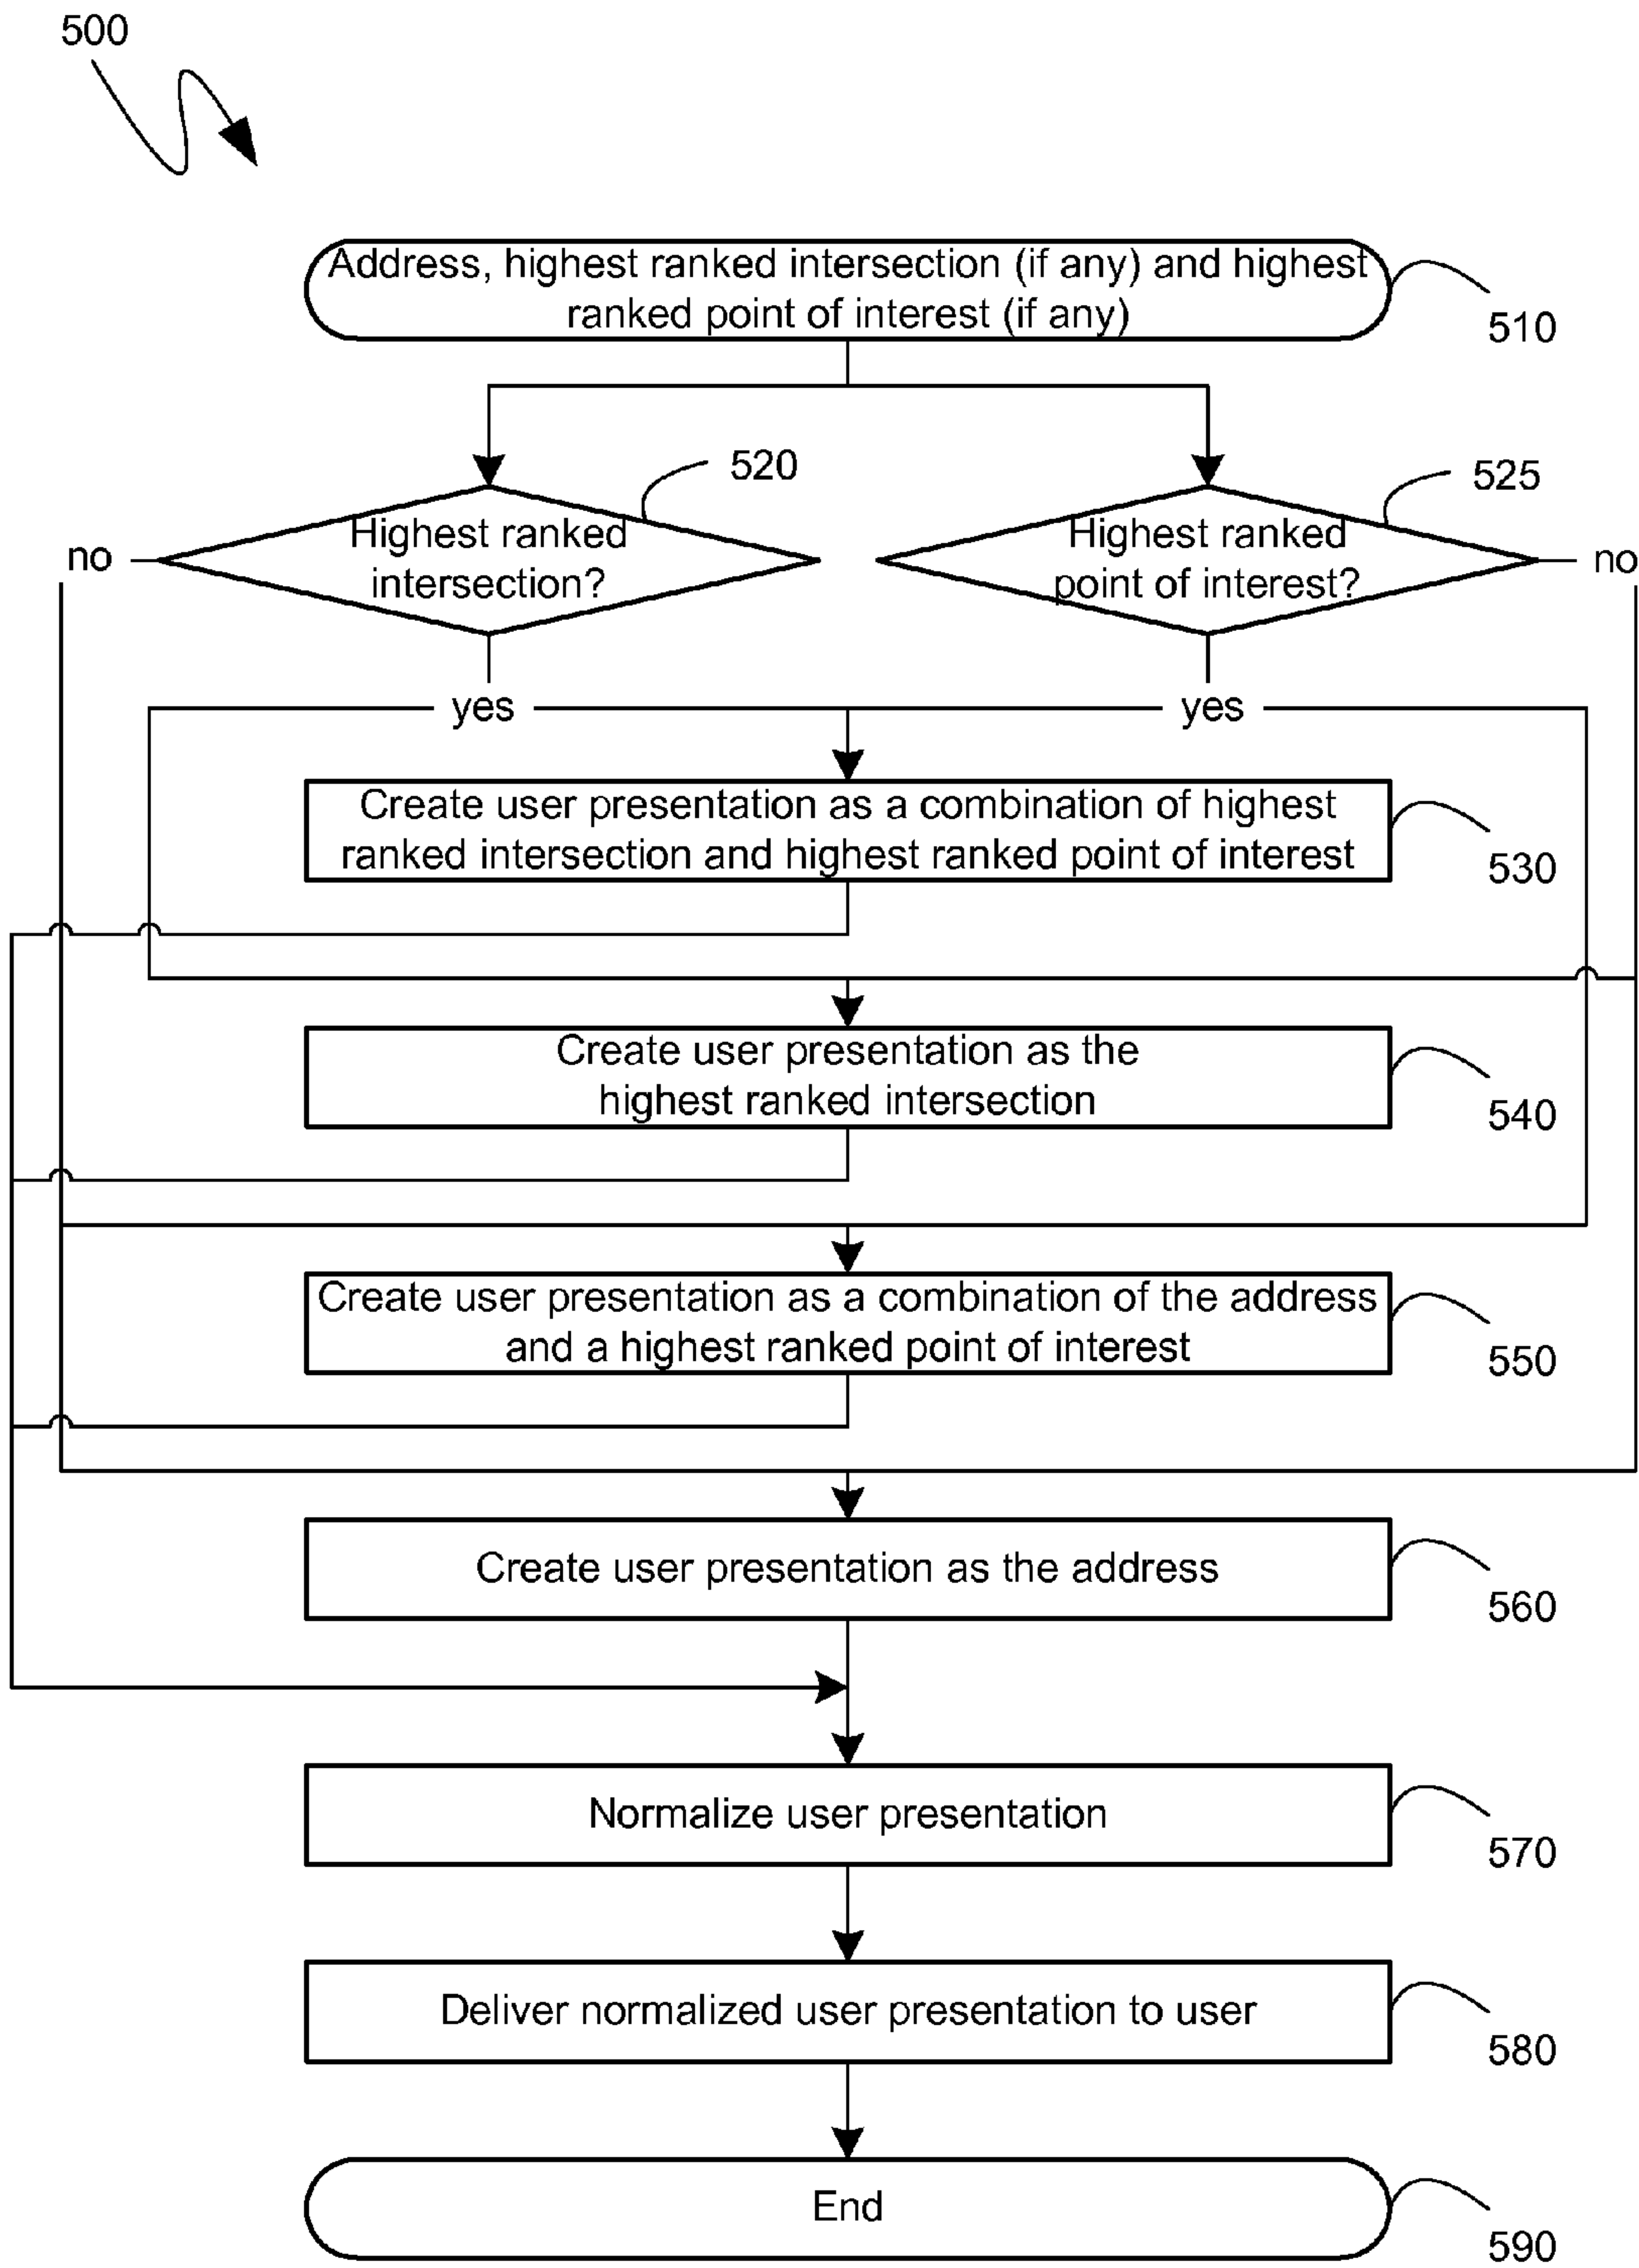 500
Address, highest ranked intersection (if any) and highest
ranked point of interest (if any)
510
520
525
Highest ranked
intersection?
Highest ranked
point of interest?
no
no
yes
yes
Create user presentation as a combination of highest
ranked intersection and highest ranked point of interest
530
Create user presentation as the
highest ranked intersection
540
Create user presentation as a combination of the address
and a highest ranked point of interest
550
Create user presentation as the address
560
Normalize user presentation
570
Deliver normalized user presentation to user
580
End
590